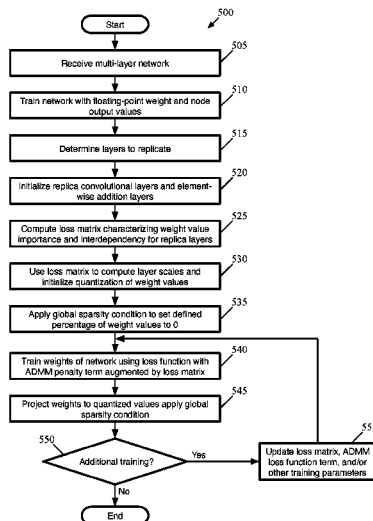 Start
500
505
Receive multi-layer network
510
Train network with floating-point weight and node
output values
515
Determine layers to replicate
520
Initialize replica convolutional layers and element-
wise addition layers
525
Compute loss matrix characterizing weight value
importance and interdependency for replica layers
530
Use loss matrix to compute layer scales and
initialize quantization of weight values
535
Apply global sparsity condition to set defined
percentage of weight values to 0
540
Train weights of network using loss function with
ADMM penalty term augmented by loss matrix
545
Project weights to quantized values apply global
sparsity condition
550
Additional training?
Yes
55
Update loss matrix, ADMM
loss function term, and/or
other training parameters
No
End